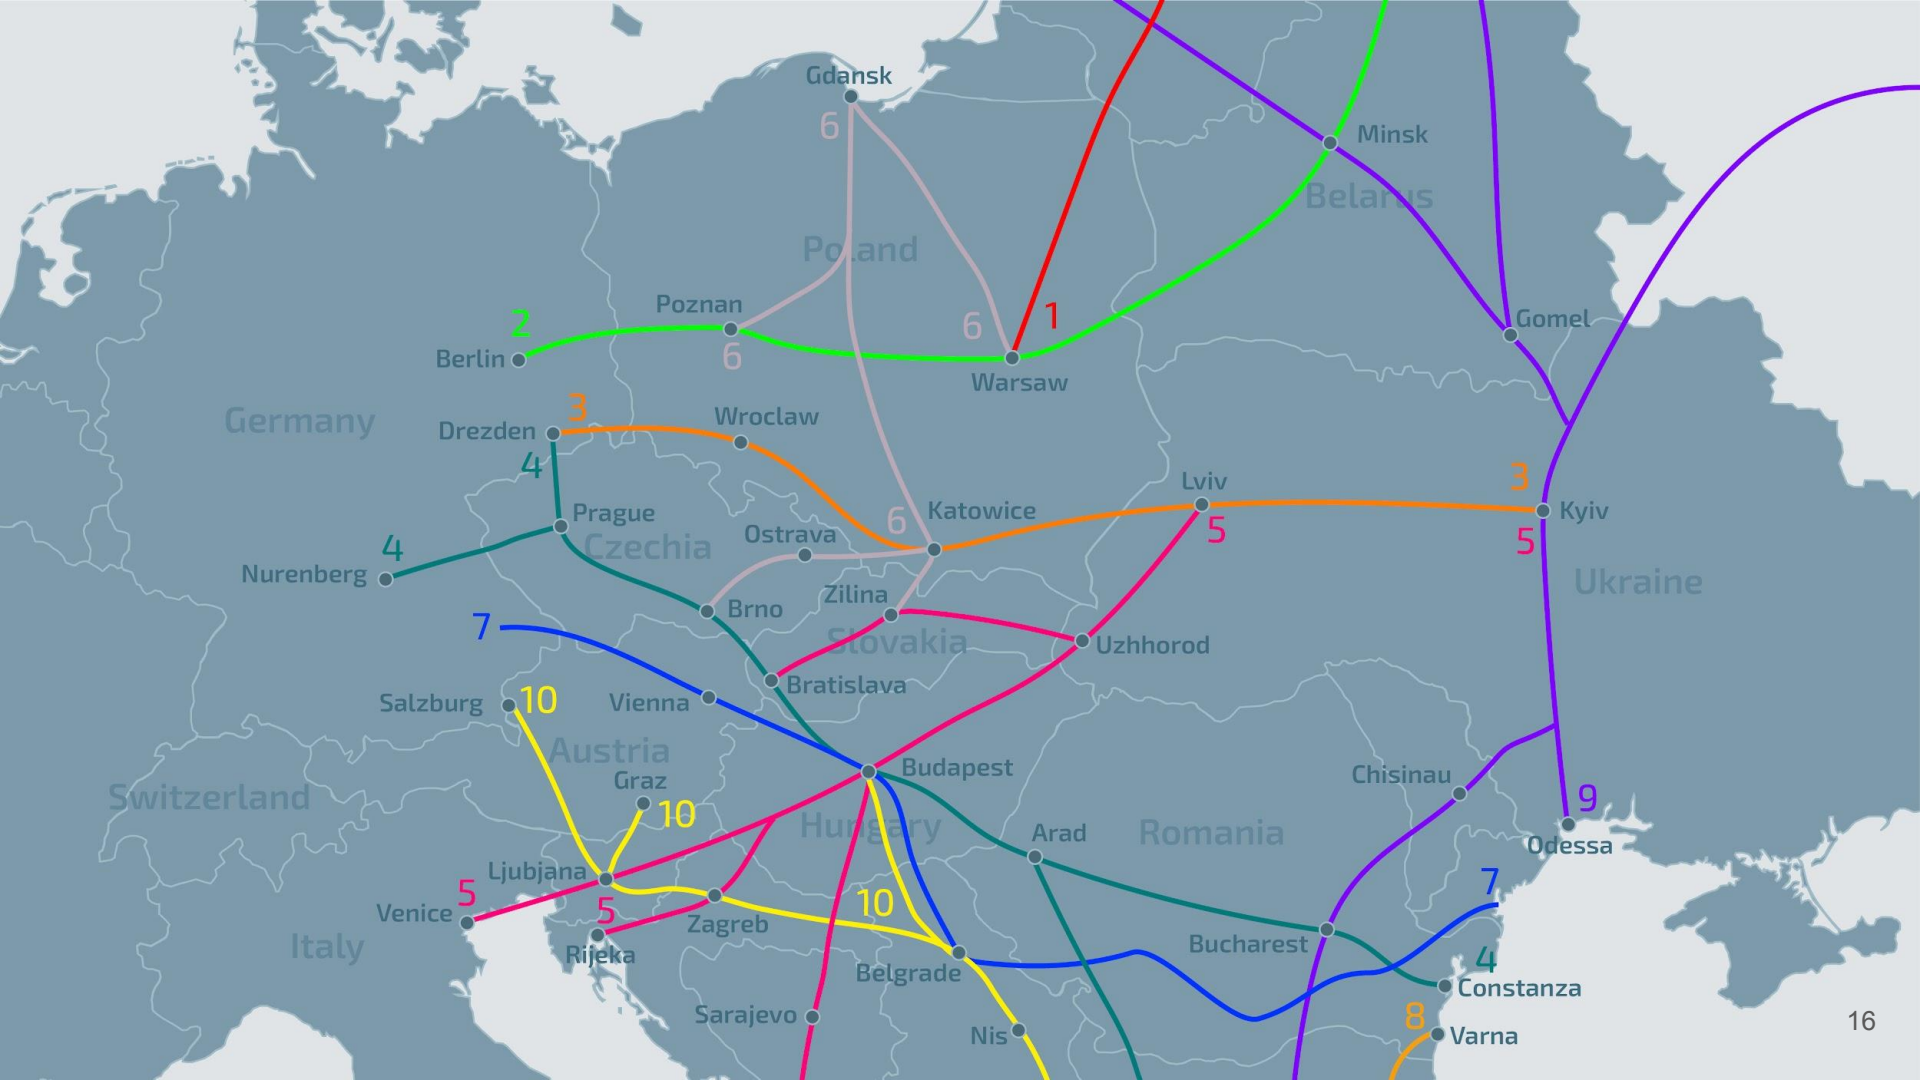 Gdansk
6
Minsk
Belarus
Poland
Poznan
6
1
Gomel
2
6
Berlin
Warsaw
3
Wroclaw
Germany
Drezden
4
Lviv
3
Prague
6
Katowice
5
Kyiv
5
4
Czechia
Ostrava
Nurenberg
Zilina
Ukraine
Brno
7
Slovakia
Uzhhorod
Salzburg
10
Vienna
Bratislava
Austria
Budapest
Chisinau
Graz
Switzerland
10
Hungary
Arad
Romania
9
Odessa
Ljubjana
7
5
5
10
Venice
Zagreb
Italy
Rijeka
Belgrade
Bucharest
4
Constanza
Sarajevo
Nis
8
Varna
16